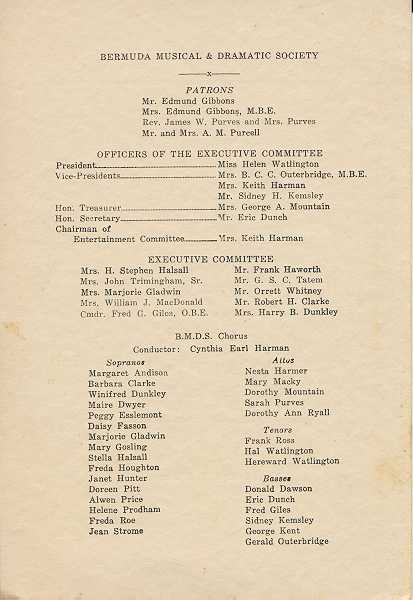 BERMUDA MUSICAL & DRAMATIC SOCIETY
x
PATRONS
Mr. Edmund Gibbons
Mrs. Edmund Gibbons, M.B.E.
Rev. James W. Purves and Mrs. Purves
Mr. and Mrs. A. M. Purcell
OFFICERS OF THE EXECUTIVE COMMITTEE
President Miss Helen Watlington
Vice-Presidents Mrs. B. C. C. Outerbridge, M.B.E.
Mrs. Keith Harman
Mr. Sidney H. Kemsley
Hon. Treasurer Mrs. George A. Mountain
Hon. Secretary Mr. Eric Dunch
Chairman of
Entertainment Committee Mrs. Keith Harman
EXECUTIVE COMMITTEE
Mrs. H. Stephen Halsall
Mrs. John Trimingham, Sr.
Mrs. Marjorie Gladwin
Mrs. William J. MacDonald
Cmdr. Fred G. Giles, O.B.E.
Mr. Frank Haworth
Mr. G. S. C. Tatem
Mr. Orrett Whitney
Mr. Robert H. Clarke
Mrs. Harry B. Dunkley
B.M.D.S. Chorus
Conductor: Cynthia Earl Harman
Sopranos
Margaret Andison
Barbara Clarke
Winifred Dunkley
Maire Dwyer
Peggy Esslemont
Daisy Fasson
Marjorie Gladwin
Mary Gosling
Stella Halsall
Freda Houghton
Janet Hunter
Doreen Pitt
Alwen Price
Helene Prodham
Freda Roe
Jean Strome
Altos
Nesta Harmer
Mary Macky
Dorothy Mountain
Sarah Purves
Dorothy Ann Ryall
Tenors
Frank Ross
Hal Watlington
Hereward Watlington
Basses
Donald Dawson
Eric Dunch
Fred Giles
Sidney Kemsley
George Kent
Gerald Outerbridge